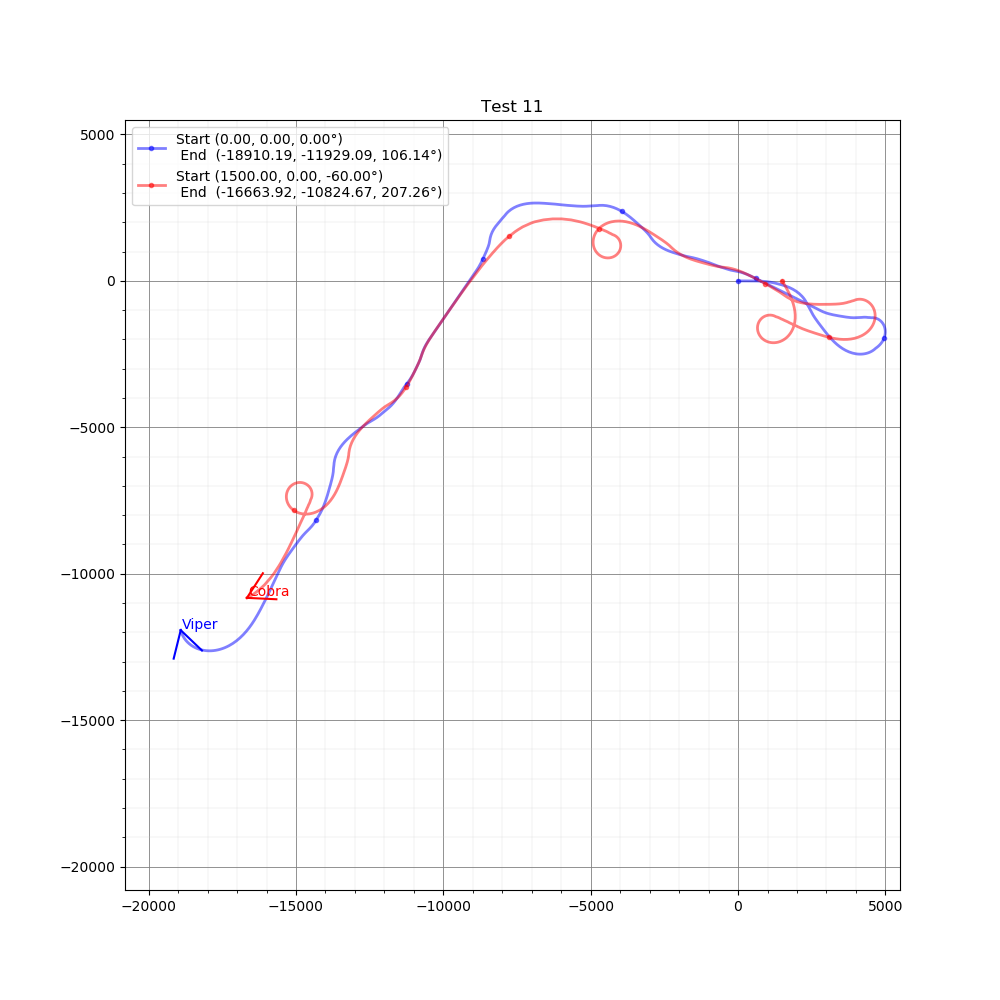 Test 11
Start (0.00, 0.00, 0.00°)
End (-18910.19, -11929.09, 106.14°)
Start (1500.00, 0.00, -60.00°)
End (-16663.92, -10824.67, 207.26°)
5000
0
−5000
−10000
−15000
−20000
Cobra
Viper
−20000 −15000 −10000 −5000 0 5000